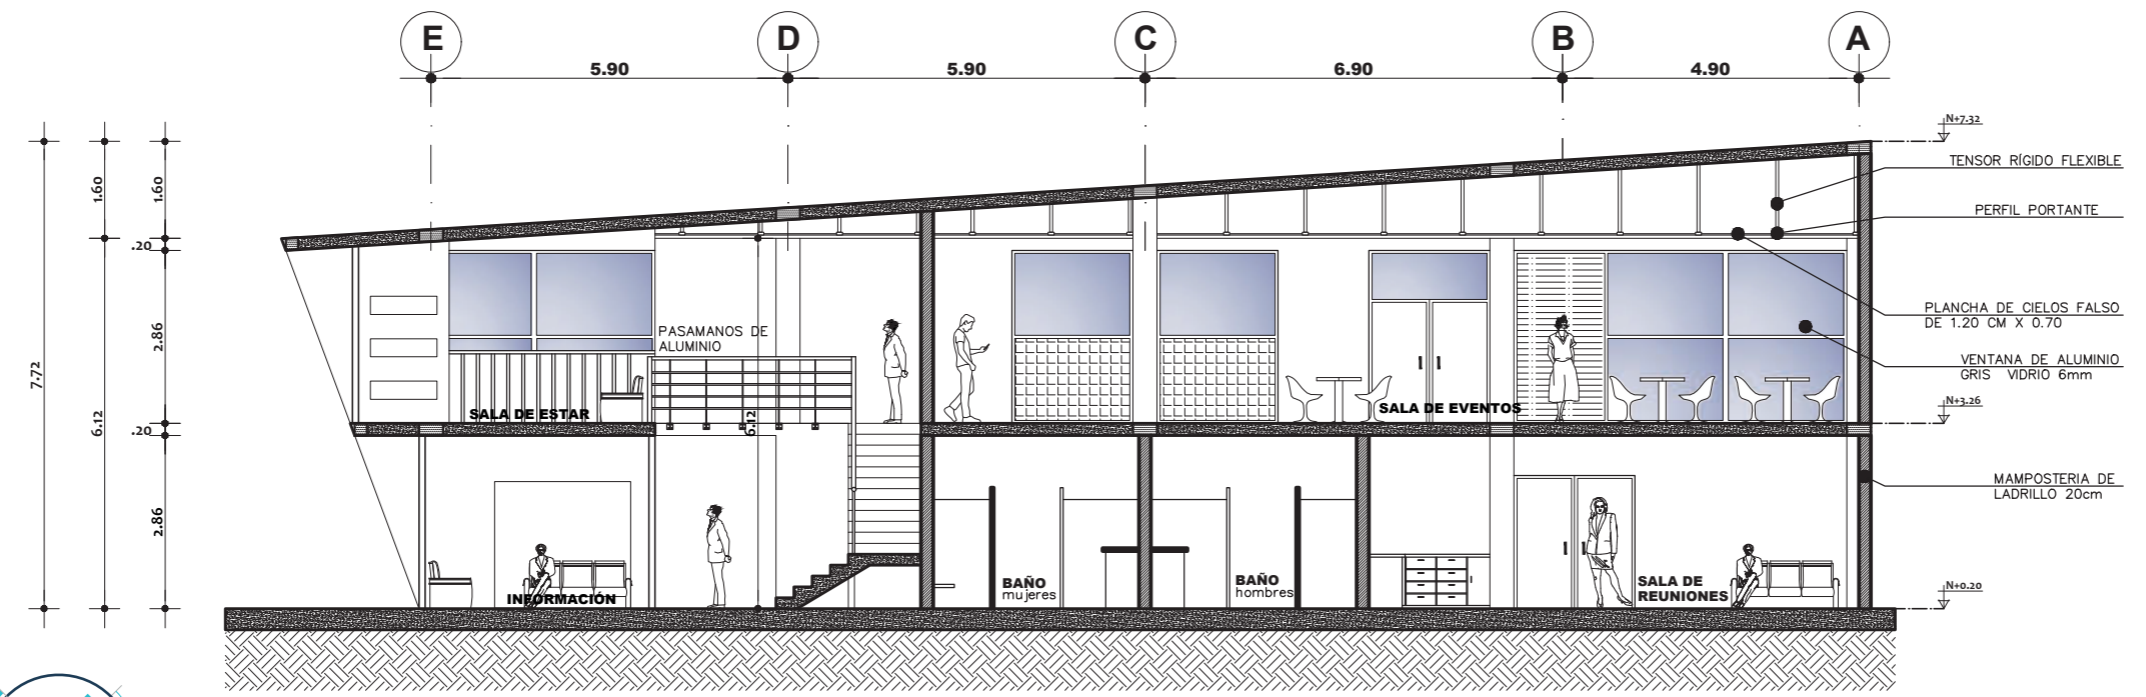 E D C B A
5.90 5.90 6.90 4.90
N+7.32
TENSOR RÍGIDO FLEXIBLE
PERFIL PORTANTE
PLANCHA DE CIELOS FALSO
DE 1.20 CM X 0.70
VENTANA DE ALUMINIO
GRIS VIDRIO 6mm
N+3.26
MAMPOSTERIA DE
LADRILLO 20cm
N+0.20
7.72
1.60
6.12
1.60
.20
2.86
.20
2.86
PASAMANOS DE
ALUMINIO
6.12
SALA DE ESTAR
SALA DE EVENTOS
INFORMACIÓN
BAÑO
mujeres
BAÑO
hombres
SALA DE
REUNIONES